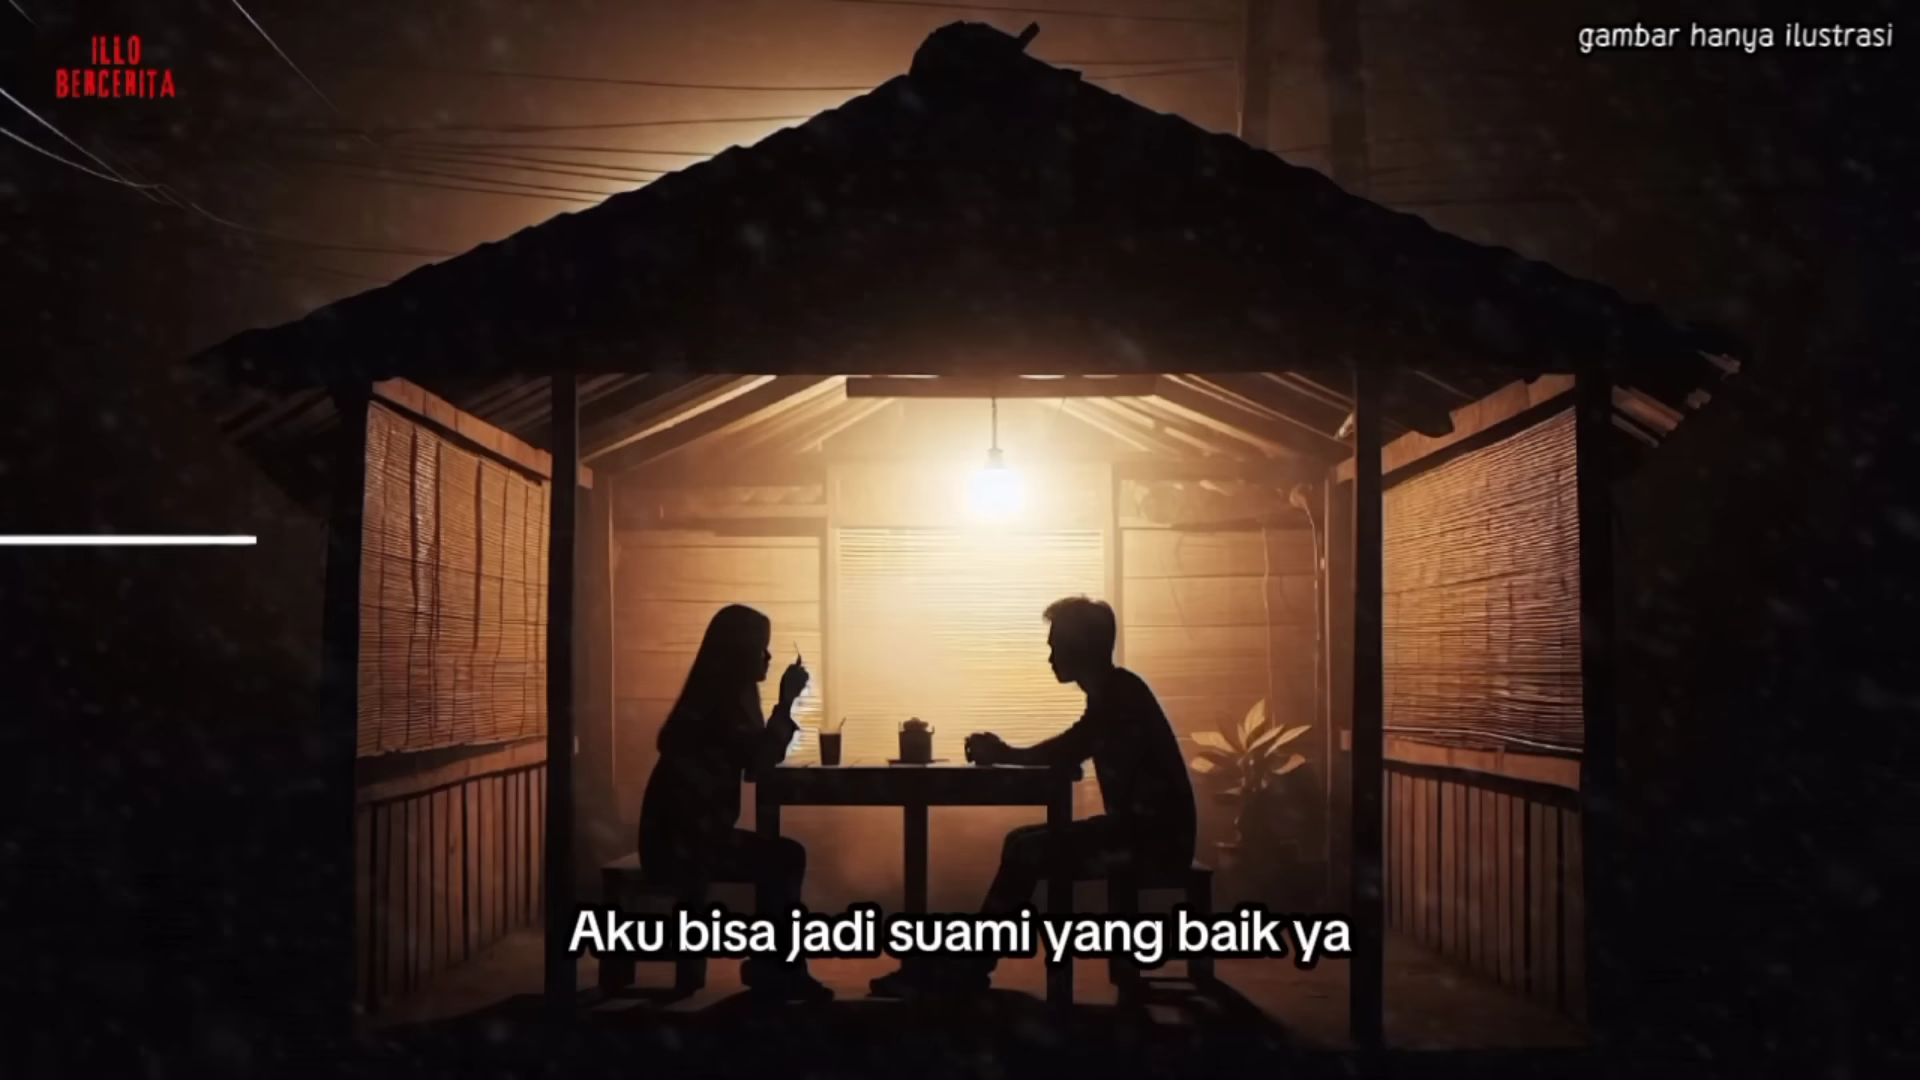 ILLO
BERCERITA
gambar hanya ilustrasi
Aku bisa jadi suami yang baik ya